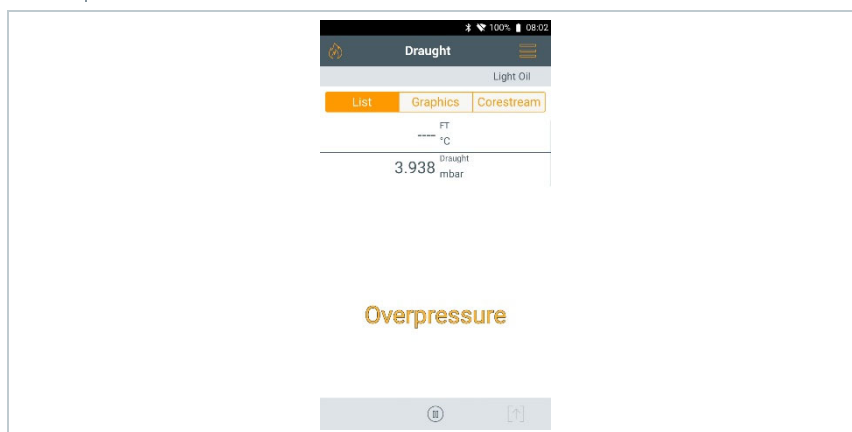 100% 08:02
Draught
Light Oil
List Graphics Corestream
FT
---- °C
Draught
3.938 mbar
Overpressure